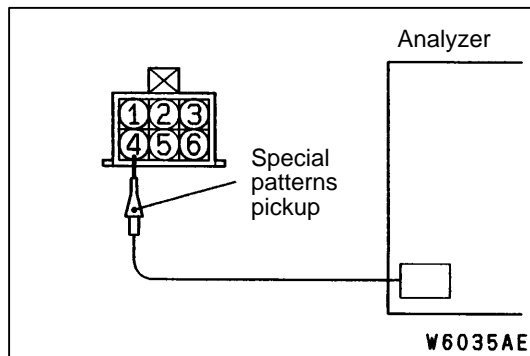 Analyzer
1 2 3
4 5 6
Special
patterns
pickup
W6035AE